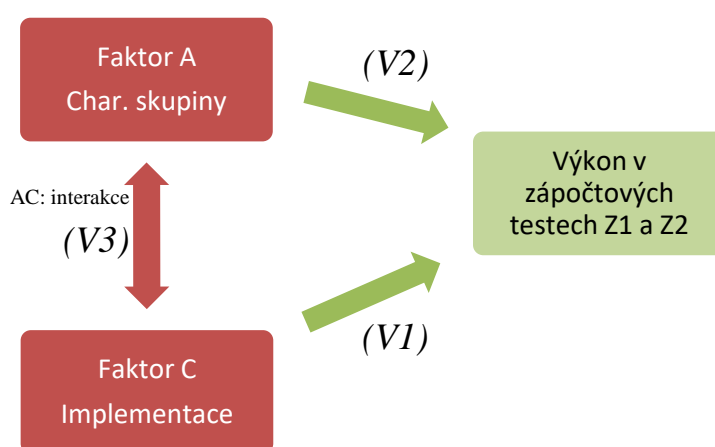 Faktor A
Char. skupiny
(V2)
Výkon v
zápočtových
testech Z1 a Z2
AC: interakce
(V3)
(V1)
Faktor C
Implementace